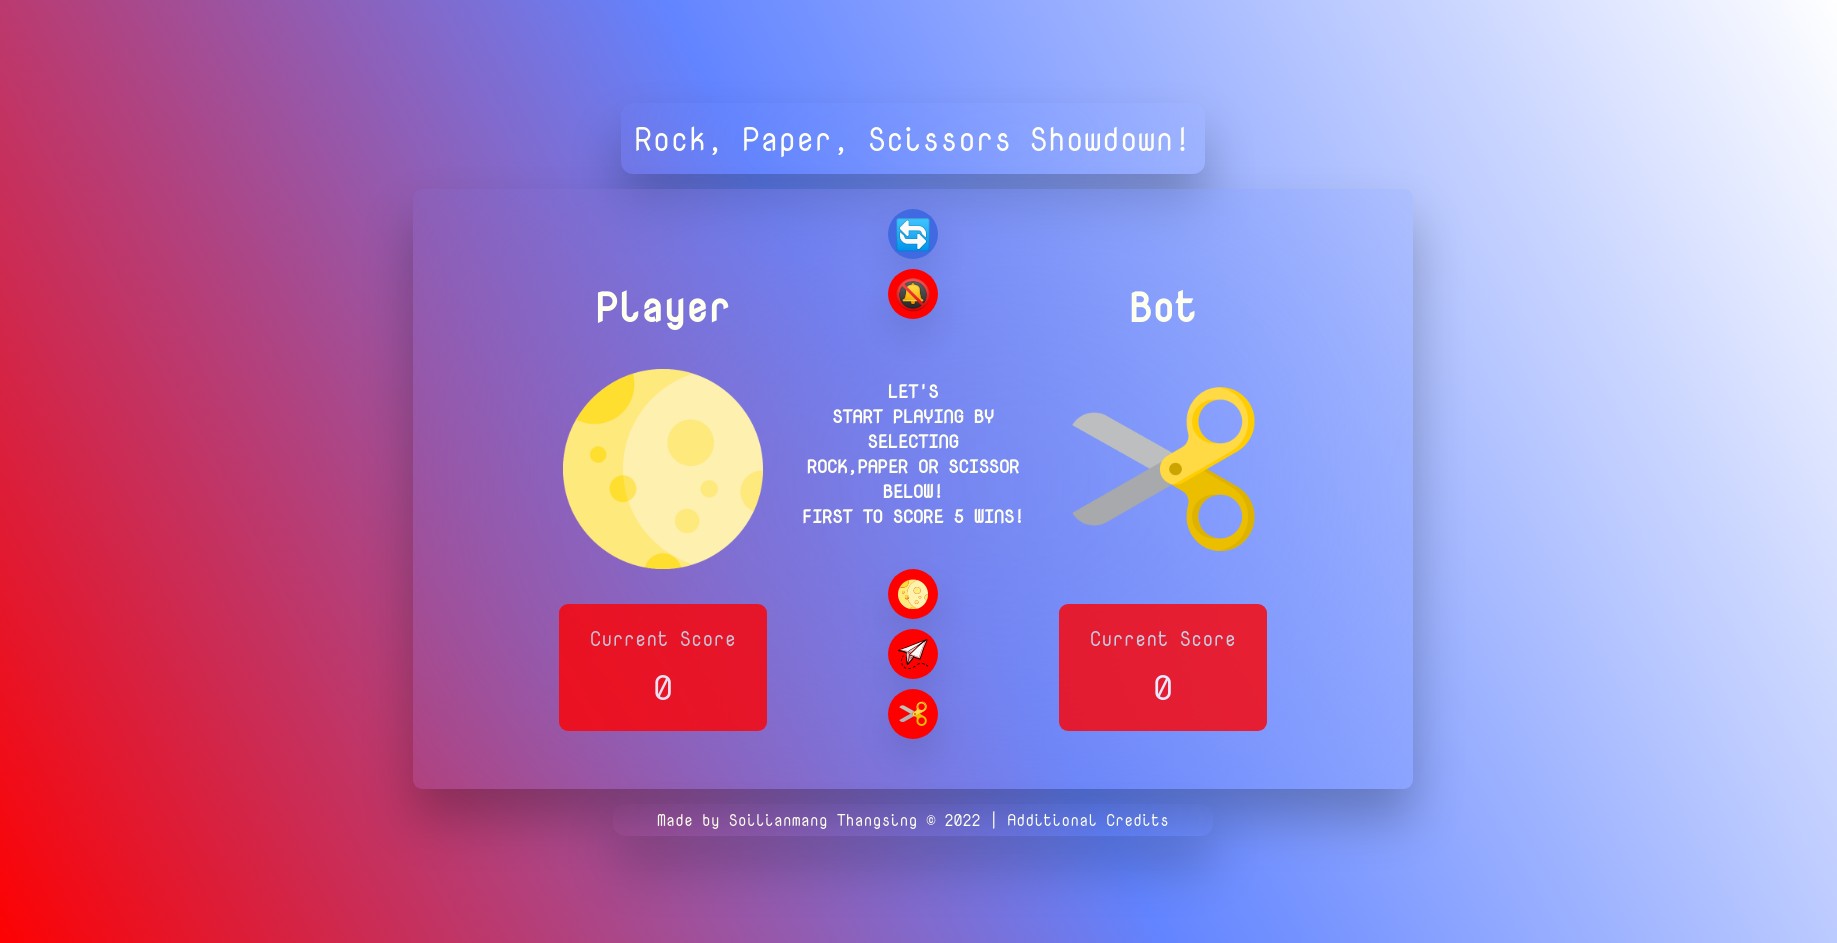 Rock, Paper, Scissors Showdown!
Player
Bot
LET'S
START PLAYING BY
SELECTING
ROCK,PAPER OR SCISSOR
BELOW!
FIRST TO SCORE 5 WINS!
Current Score
0
Current Score
0
Made by Soilianmang Thangsing © 2022 | Additional Credits